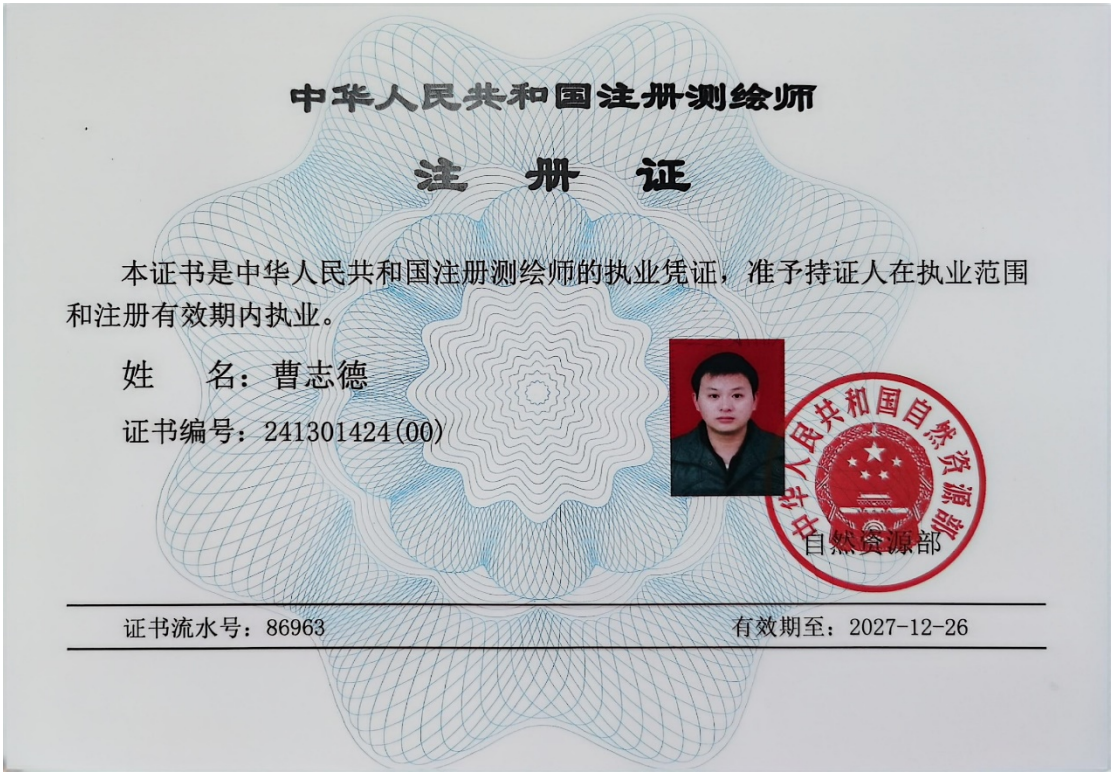 中华人民共和国注册测绘师
注 册 证
本证书是中华人民共和国注册测绘师的执业凭证，准予持证人在执业范围
和注册有效期内执业。
姓 名：曹志德
证书编号：241301424(00)
中华人民共和国自然资源部
自然资源部
证书流水号：86963
有效期至：2027-12-26